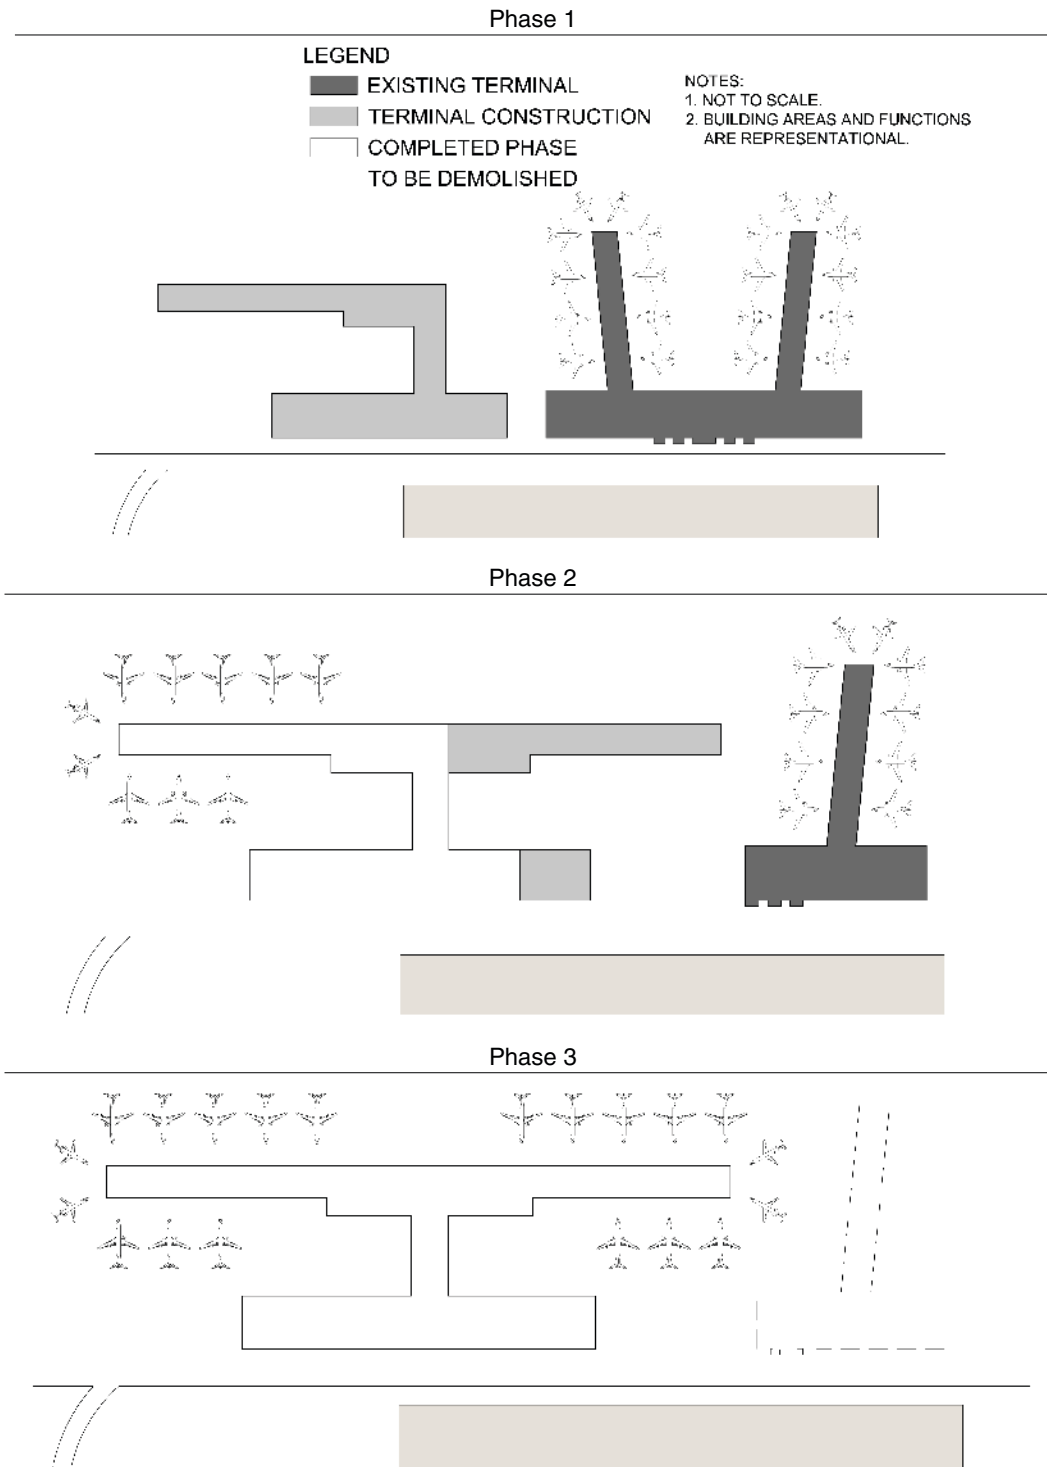 Phase 1
LEGEND
EXISTING TERMINAL
TERMINAL CONSTRUCTION
COMPLETED PHASE
TO BE DEMOLISHED
NOTES:
1. NOT TO SCALE.
2. BUILDING AREAS AND FUNCTIONS
ARE REPRESENTATIONAL.
Phase 2
Phase 3